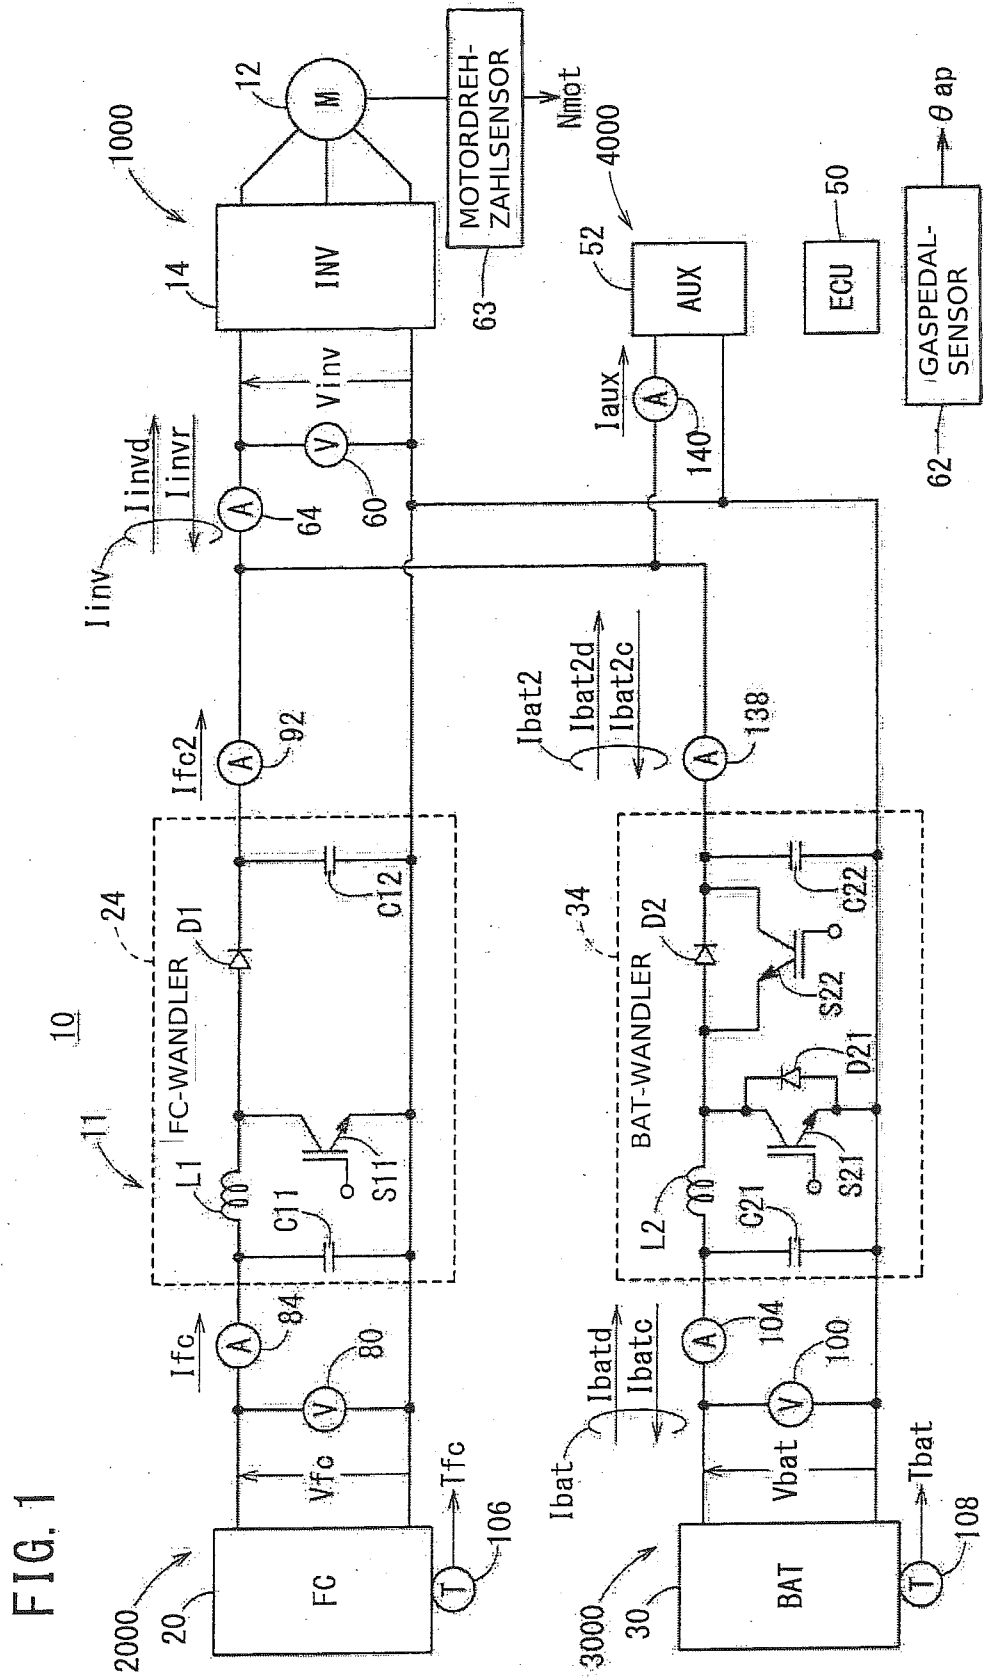 FIG. 1
10
11
1000
2000
20
FC
Vfc
80
V
Ifc
84
A
T
106
Tfc
24
FC-WANDLER
L1
C11
S11
D1
C12
Ifc2
92
A
Iinv
Iinvd
Iinvr
64
A
60
V
Vinv
14
INV
12
M
MOTORDREH-
ZAHLSENSOR
63
Nmot
3000
30
BAT
Vbat
100
V
Ibat
Ibatd
Ibatc
104
A
T
108
Tbat
34
BAT-WANDLER
L2
C21
S21
D21
D2
S22
C22
Ibat2
Ibat2d
Ibat2c
138
A
4000
Iaux
140
A
52
AUX
50
ECU
62
GASPEDAL-
SENSOR
θ ap